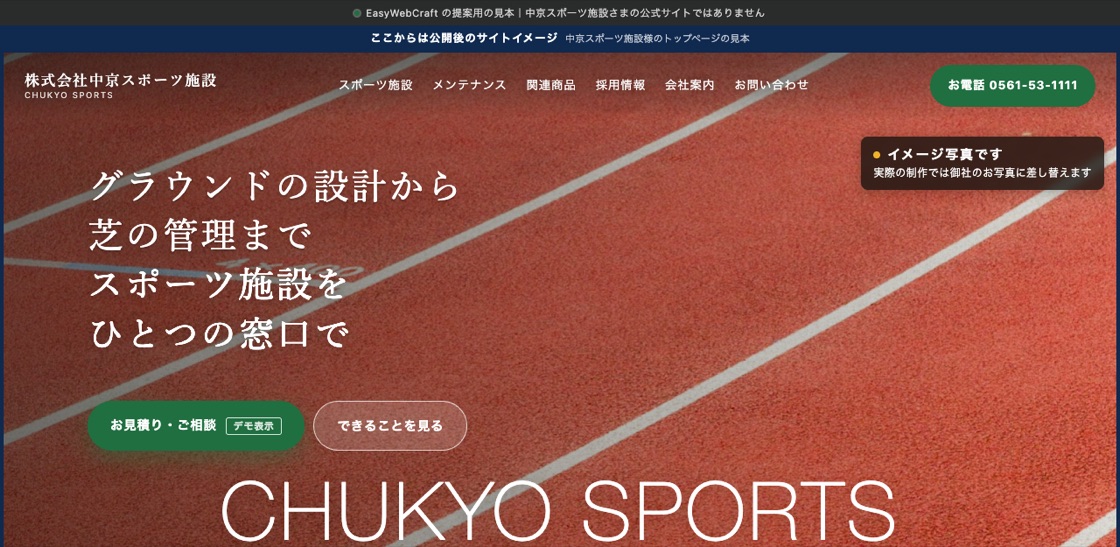 EasyWebCraft の提案用の見本｜中京スポーツ施設さまの公式サイトではありません
ここからは公開後のサイトイメージ 中京スポーツ施設様のトップページの見本
株式会社中京スポーツ施設
CHUKYO SPORTS
スポーツ施設 メンテナンス 関連商品 採用情報 会社案内 お問い合わせ
お電話 0561-53-1111
イメージ写真です
実際の制作では御社のお写真に差し替えます
グラウンドの設計から
芝の管理まで
スポーツ施設を
ひとつの窓口で
お見積り・ご相談 デモ表示
できることを見る
CHUKYO SPORTS